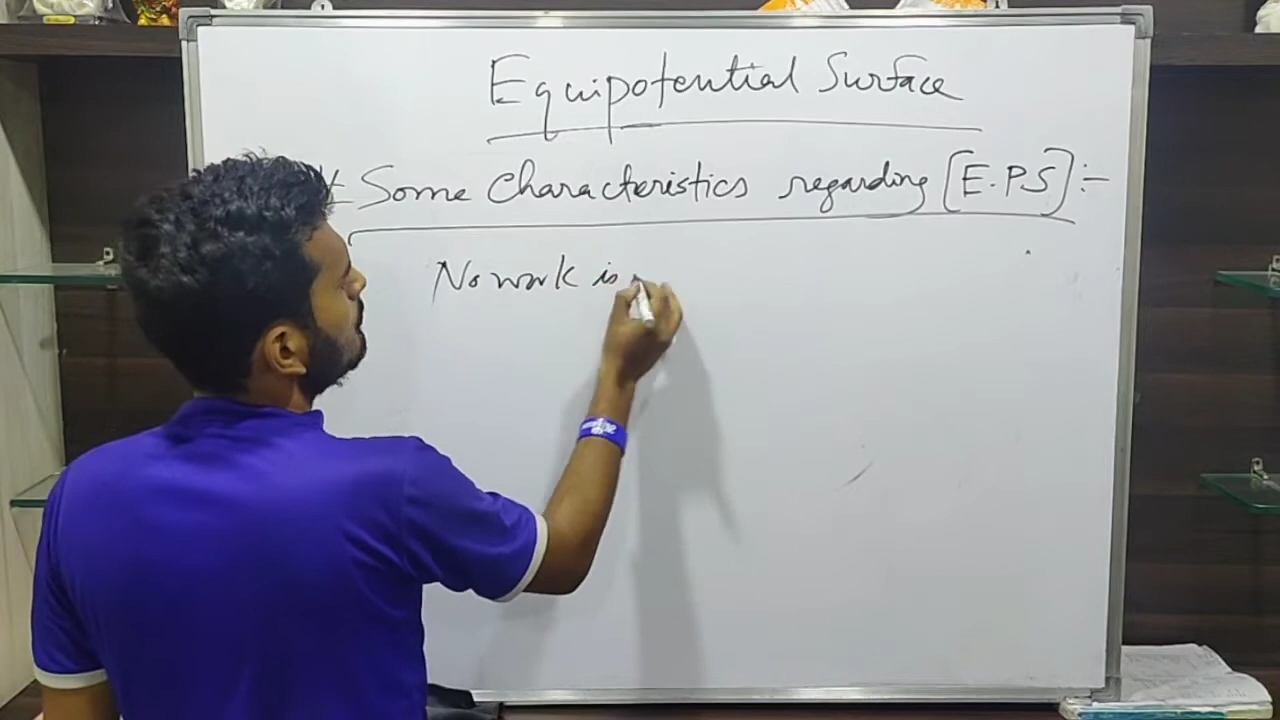 Equipotential Surface
Some Characteristics regarding [E.P.S]:-
No work is